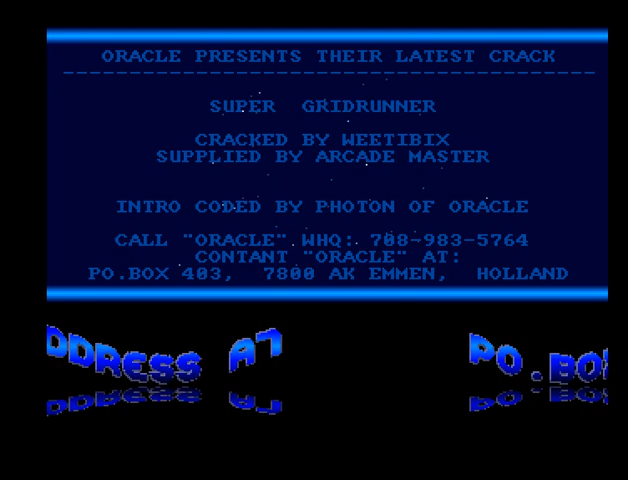 ORACLE PRESENTS THEIR LATEST CRACK
----------------------------------------
SUPER  GRIDRUNNER
CRACKED BY WEETIBIX
SUPPLIED BY ARCADE MASTER
INTRO CODED BY PHOTON OF ORACLE
CALL "ORACLE" WHQ: 708-983-5764
CONTANT "ORACLE" AT:
PO.BOX 403,  7800 AK EMMEN,  HOLLAND
DDRESS AT PO.BO